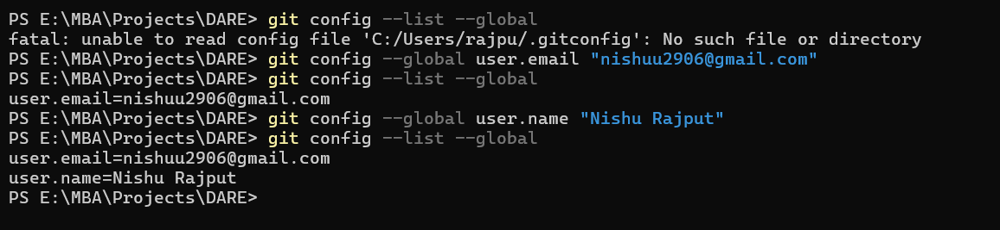 PS E:\MBA\Projects\DARE> git config --list --global
fatal: unable to read config file 'C:/Users/rajpu/.gitconfig': No such file or directory
PS E:\MBA\Projects\DARE> git config --global user.email "nishuu2906@gmail.com"
PS E:\MBA\Projects\DARE> git config --list --global
user.email=nishuu2906@gmail.com
PS E:\MBA\Projects\DARE> git config --global user.name "Nishu Rajput"
PS E:\MBA\Projects\DARE> git config --list --global
user.email=nishuu2906@gmail.com
user.name=Nishu Rajput
PS E:\MBA\Projects\DARE>